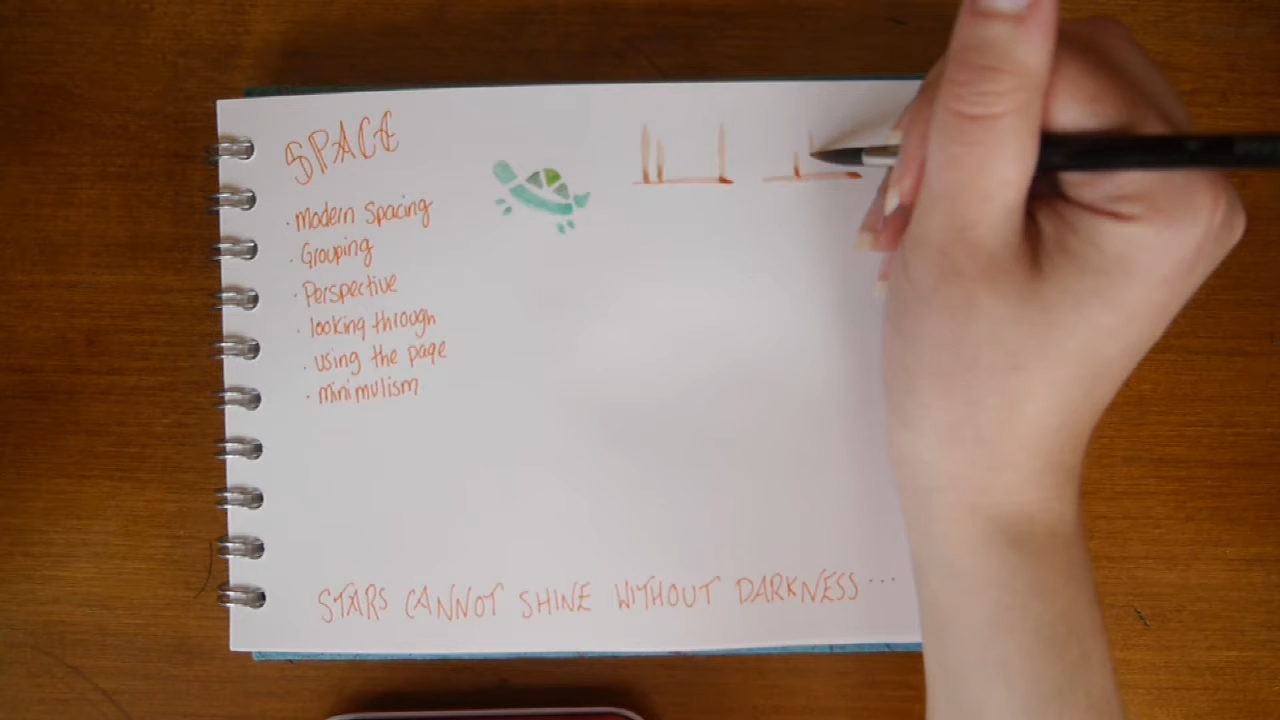 SPACE
· Modern Spacing
· Grouping
· Perspective
· looking through
· using the page
· minimulism
STARS CANNOT SHINE WITHOUT DARKNESS...